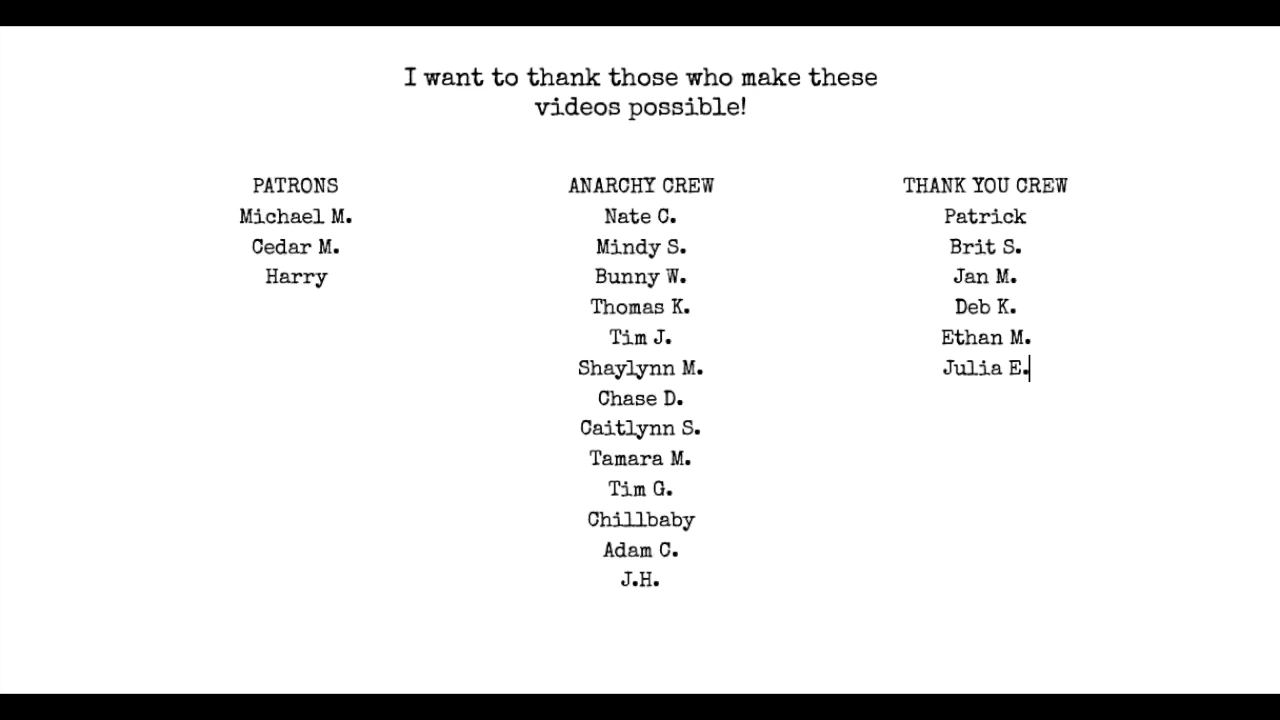 I want to thank those who make these
videos possible!
PATRONS
Michael M.
Cedar M.
Harry
ANARCHY CREW
Nate C.
Mindy S.
Bunny W.
Thomas K.
Tim J.
Shaylynn M.
Chase D.
Caitlynn S.
Tamara M.
Tim G.
Chillbaby
Adam C.
J.H.
THANK YOU CREW
Patrick
Brit S.
Jan M.
Deb K.
Ethan M.
Julia E.